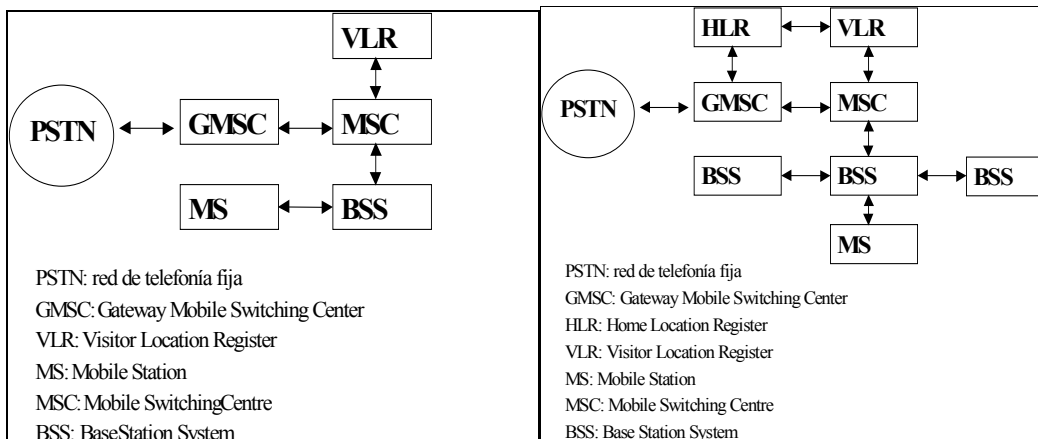 VLR
PSTN
GMSC
MSC
MS
BSS
PSTN: red de telefonía fija
GMSC: Gateway Mobile Switching Center
VLR: Visitor Location Register
MS: Mobile Station
MSC: Mobile SwitchingCentre
BSS: BaseStation System
HLR
VLR
PSTN
GMSC
MSC
BSS
BSS
BSS
MS
PSTN: red de telefonía fija
GMSC: Gateway Mobile Switching Center
HLR: Home Location Register
VLR: Visitor Location Register
MS: Mobile Station
MSC: Mobile Switching Centre
BSS: Base Station System